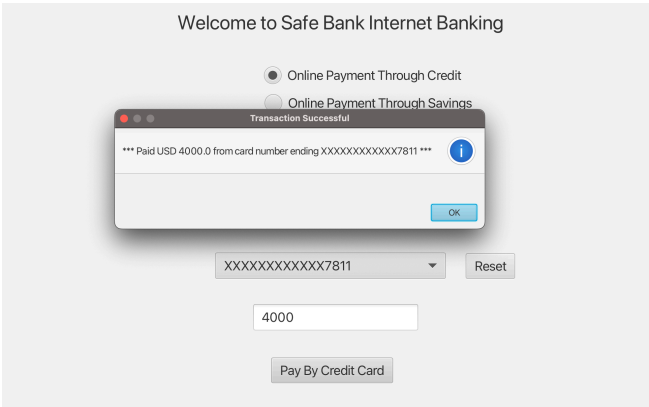 Welcome to Safe Bank Internet Banking
Online Payment Through Credit
Online Payment Through Savings
Transaction Successful
*** Paid USD 4000.0 from card number ending XXXXXXXXXXXX7811 ***
OK
XXXXXXXXXXXX7811
Reset
4000
Pay By Credit Card